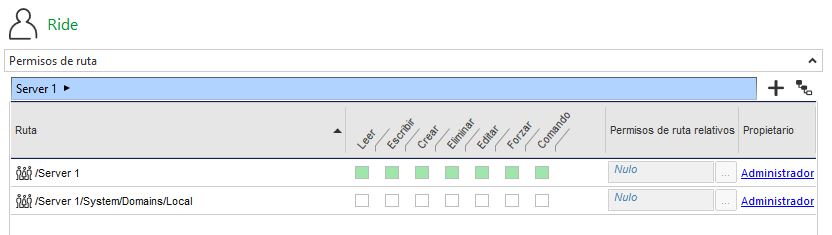 Ride
Permisos de ruta
Server 1
Ruta Leer Escribir Crear Eliminar Editar Forzar Comando Permisos de ruta relativos Propietario
/Server 1 Nulo ... Administrador
/Server 1/System/Domains/Local Nulo ... Administrador